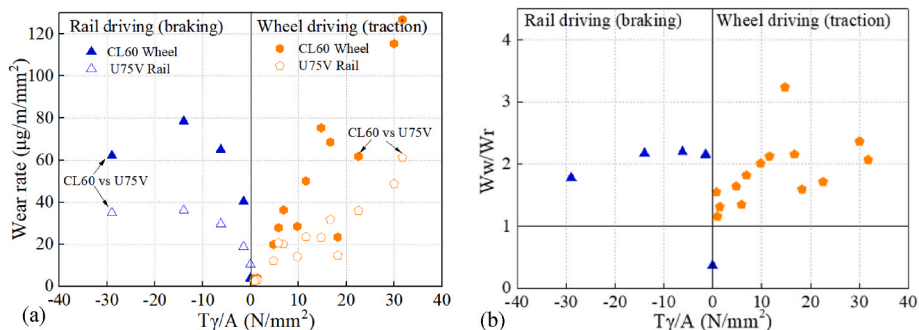 Rail driving (braking)
Wheel driving (traction)
CL60 Wheel
U75V Rail
CL60 Wheel
U75V Rail
CL60 vs U75V
CL60 vs U75V
Wear rate (μg/m/mm²)
120
100
80
60
40
20
0
-40 -30 -20 -10 0 10 20 30 40
Tγ/A (N/mm²)
(a)
Rail driving (braking)
Wheel driving (traction)
Ww/Wr
4
3
2
1
0
-40 -30 -20 -10 0 10 20 30 40
Tγ/A (N/mm²)
(b)